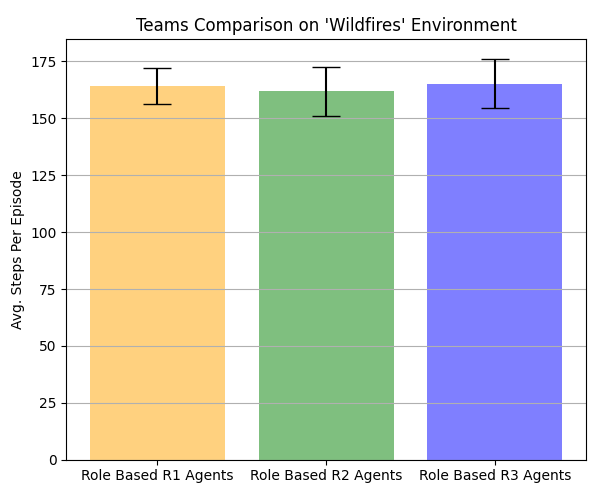 Teams Comparison on 'Wildfires' Environment
Avg. Steps Per Episode
175
150
125
100
75
50
25
0
Role Based R1 Agents Role Based R2 Agents Role Based R3 Agents